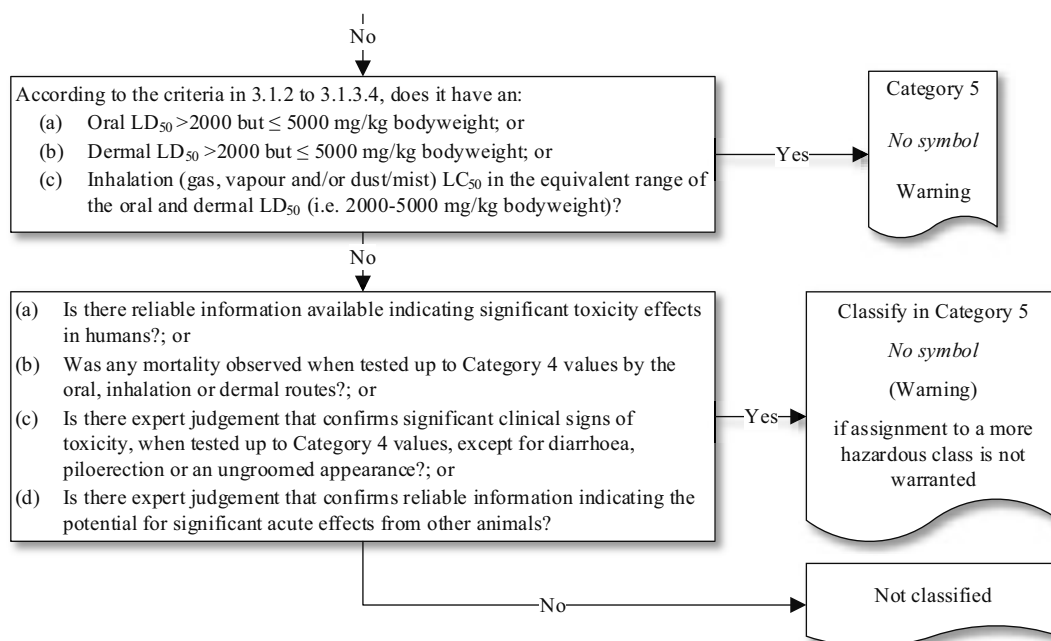 No
According to the criteria in 3.1.2 to 3.1.3.4, does it have an:
(a) Oral LD50 >2000 but ≤ 5000 mg/kg bodyweight; or
(b) Dermal LD50 >2000 but ≤ 5000 mg/kg bodyweight; or
(c) Inhalation (gas, vapour and/or dust/mist) LC50 in the equivalent range of
the oral and dermal LD50 (i.e. 2000-5000 mg/kg bodyweight)?
Yes
Category 5
No symbol
Warning
No
(a) Is there reliable information available indicating significant toxicity effects
in humans?; or
(b) Was any mortality observed when tested up to Category 4 values by the
oral, inhalation or dermal routes?; or
(c) Is there expert judgement that confirms significant clinical signs of
toxicity, when tested up to Category 4 values, except for diarrhoea,
piloerection or an ungroomed appearance?; or
(d) Is there expert judgement that confirms reliable information indicating the
potential for significant acute effects from other animals?
Yes
Classify in Category 5
No symbol
(Warning)
if assignment to a more
hazardous class is not
warranted
No
Not classified